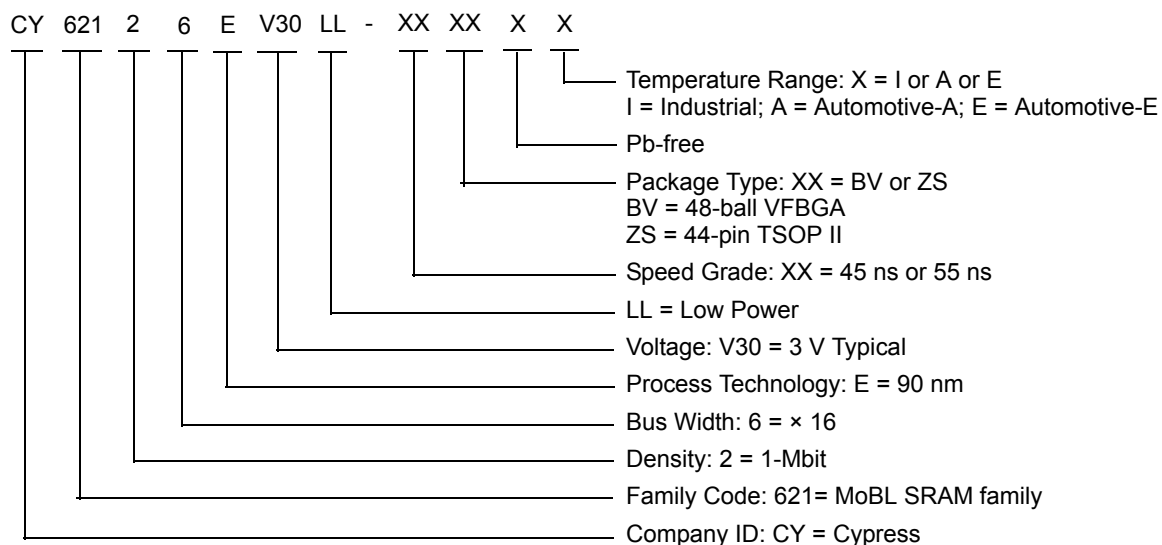 CY 621 2 6 E V30 LL - XX XX X X
Temperature Range: X = I or A or E
I = Industrial; A = Automotive-A; E = Automotive-E
Pb-free
Package Type: XX = BV or ZS
BV = 48-ball VFBGA
ZS = 44-pin TSOP II
Speed Grade: XX = 45 ns or 55 ns
LL = Low Power
Voltage: V30 = 3 V Typical
Process Technology: E = 90 nm
Bus Width: 6 = × 16
Density: 2 = 1-Mbit
Family Code: 621= MoBL SRAM family
Company ID: CY = Cypress